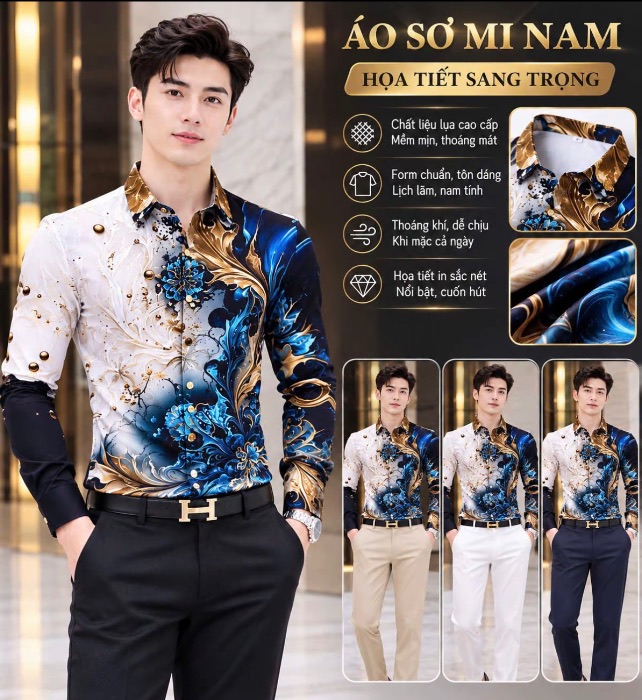 ÁO SƠ MI NAM
HỌA TIẾT SANG TRỌNG
Chất liệu lụa cao cấp
Mềm mịn, thoáng mát
Form chuẩn, tôn dáng
Lịch lãm, nam tính
Thoáng khí, dễ chịu
Khi mặc cả ngày
Họa tiết in sắc nét
Nổi bật, cuốn hút